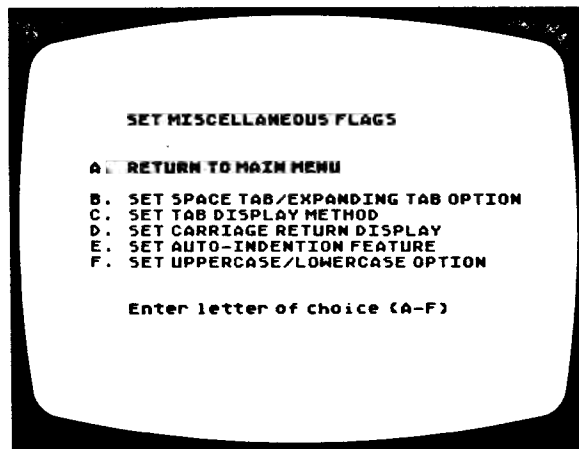 SET MISCELLANEOUS FLAGS
A. RETURN TO MAIN MENU
B. SET SPACE TAB/EXPANDING TAB OPTION
C. SET TAB DISPLAY METHOD
D. SET CARRIAGE RETURN DISPLAY
E. SET AUTO-INDENTION FEATURE
F. SET UPPERCASE/LOWERCASE OPTION
Enter letter of choice (A-F)